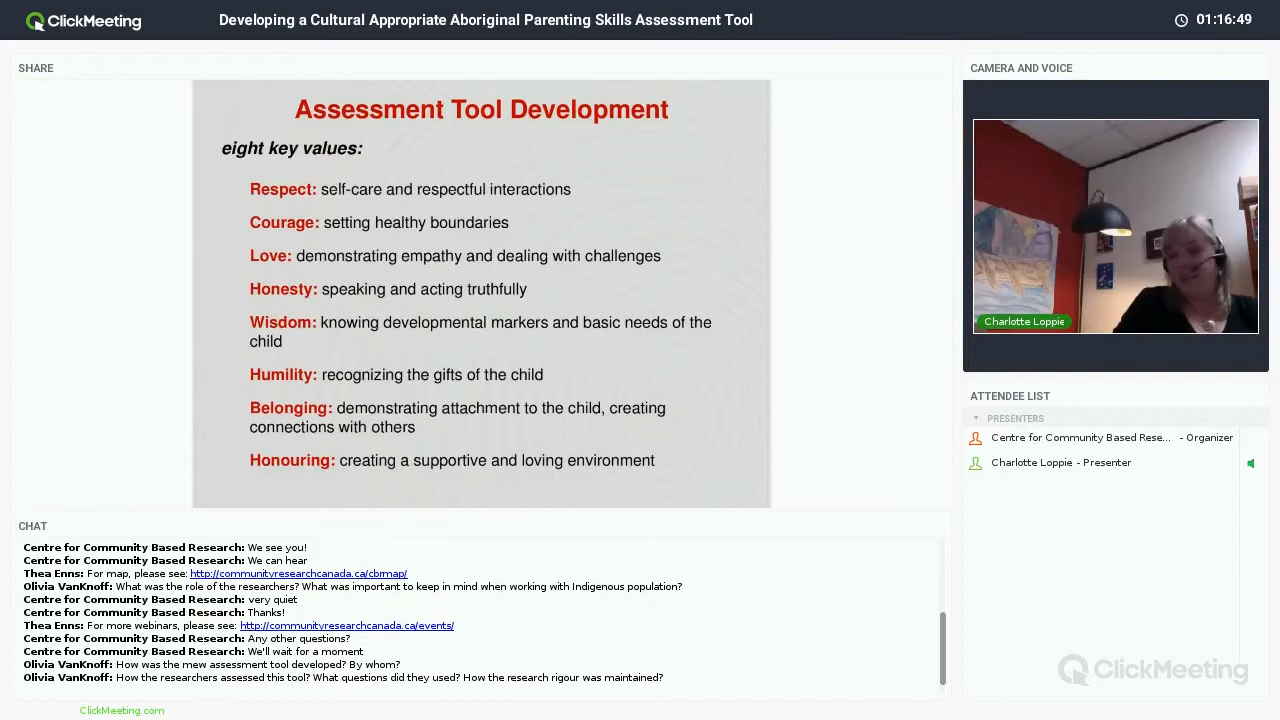 ClickMeeting
Developing a Cultural Appropriate Aboriginal Parenting Skills Assessment Tool
01:16:49
SHARE
Assessment Tool Development
eight key values:
Respect: self-care and respectful interactions
Courage: setting healthy boundaries
Love: demonstrating empathy and dealing with challenges
Honesty: speaking and acting truthfully
Wisdom: knowing developmental markers and basic needs of the
child
Humility: recognizing the gifts of the child
Belonging: demonstrating attachment to the child, creating
connections with others
Honouring: creating a supportive and loving environment
CAMERA AND VOICE
Charlotte Loppie
ATTENDEE LIST
PRESENTERS
Centre for Community Based Rese... - Organizer
Charlotte Loppie - Presenter
CHAT
Centre for Community Based Research: We see you!
Centre for Community Based Research: We can hear
Thea Enns: For map, please see: http://communityresearchcanada.ca/cbrmap/
Olivia VanKnoff: What was the role of the researchers? What was important to keep in mind when working with Indigenous population?
Centre for Community Based Research: very quiet
Centre for Community Based Research: Thanks!
Thea Enns: For more webinars, please see: http://communityresearchcanada.ca/events/
Centre for Community Based Research: Any other questions?
Centre for Community Based Research: We'll wait for a moment
Olivia VanKnoff: How was the mew assessment tool developed? By whom?
Olivia VanKnoff: How the researchers assessed this tool? What questions did they used? How the research rigour was maintained?
ClickMeeting
ClickMeeting.com